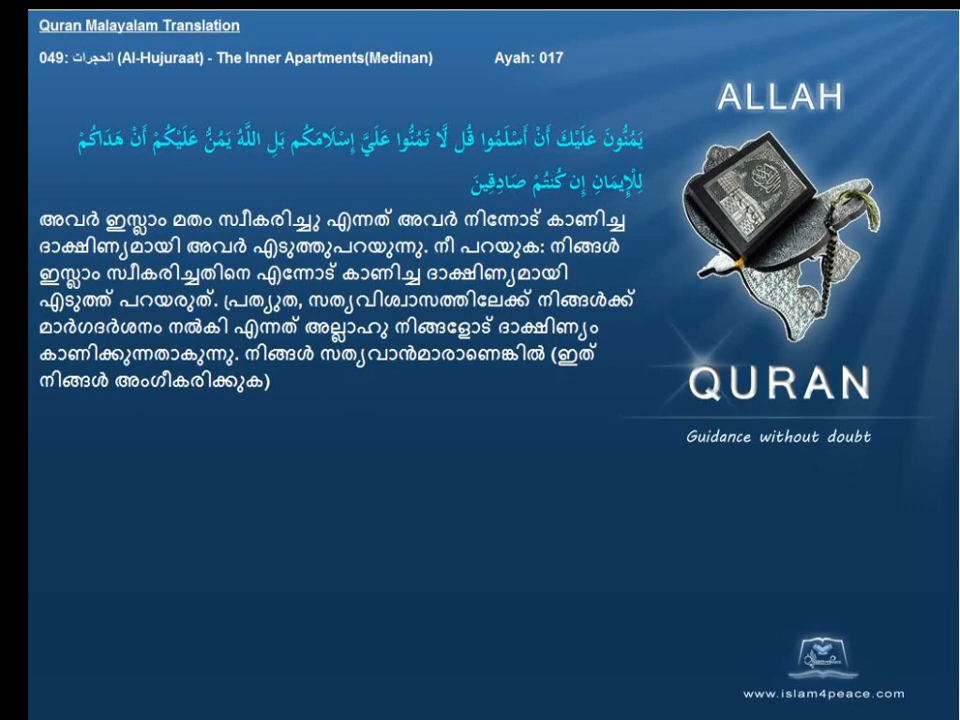 Quran Malayalam Translation
049: الحجرات (Al-Hujuraat) - The Inner Apartments(Medinan) Ayah: 017
ALLAH
يَمُنُّونَ عَلَيْكَ أَنْ أَسْلَمُوا قُل لَّا تَمُنُّوا عَلَيَّ إِسْلَامَكُم بَلِ اللَّهُ يَمُنُّ عَلَيْكُمْ أَنْ هَدَاكُمْ
لِلْإِيمَانِ إِن كُنتُمْ صَادِقِينَ
അവർ ഇസ്ലാം മതം സ്വീകരിച്ചു എന്നത് അവർ നിന്നോട് കാണിച്ച
ദാക്ഷിണ്യമായി അവർ എടുത്തുപറയുന്നു. നീ പറയുക: നിങ്ങൾ
ഇസ്ലാം സ്വീകരിച്ചതിനെ എന്നോട് കാണിച്ച ദാക്ഷിണ്യമായി
എടുത്ത് പറയരുത്. പ്രത്യുത, സത്യവിശ്വാസത്തിലേക്ക് നിങ്ങൾക്ക്
മാർഗദർശനം നൽകി എന്നത് അല്ലാഹു നിങ്ങളോട് ദാക്ഷിണ്യം
കാണിക്കുന്നതാകുന്നു. നിങ്ങൾ സത്യവാൻമാരാണെങ്കിൽ (ഇത്
നിങ്ങൾ അംഗീകരിക്കുക)
QURAN
Guidance without doubt
www.islam4peace.com